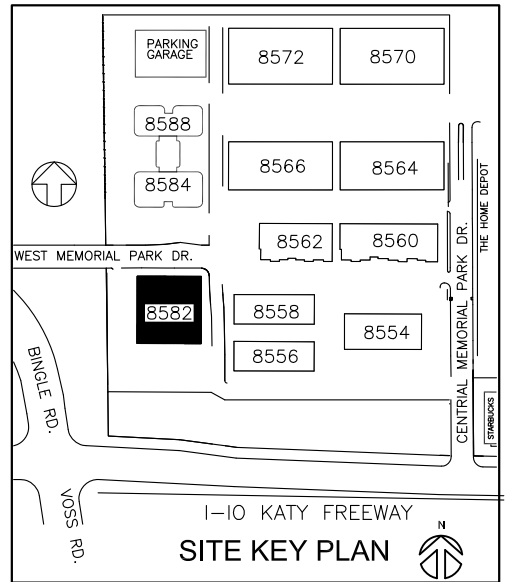 PARKING
GARAGE
8572
8570
8588
8584
8566
8564
8562
8560
WEST MEMORIAL PARK DR.
8582
8558
8556
8554
CENTRIAL MEMORIAL PARK DR.
THE HOME DEPOT
STARBUCKS
BINGLE RD.
VOSS RD.
I-10 KATY FREEWAY
SITE KEY PLAN
N